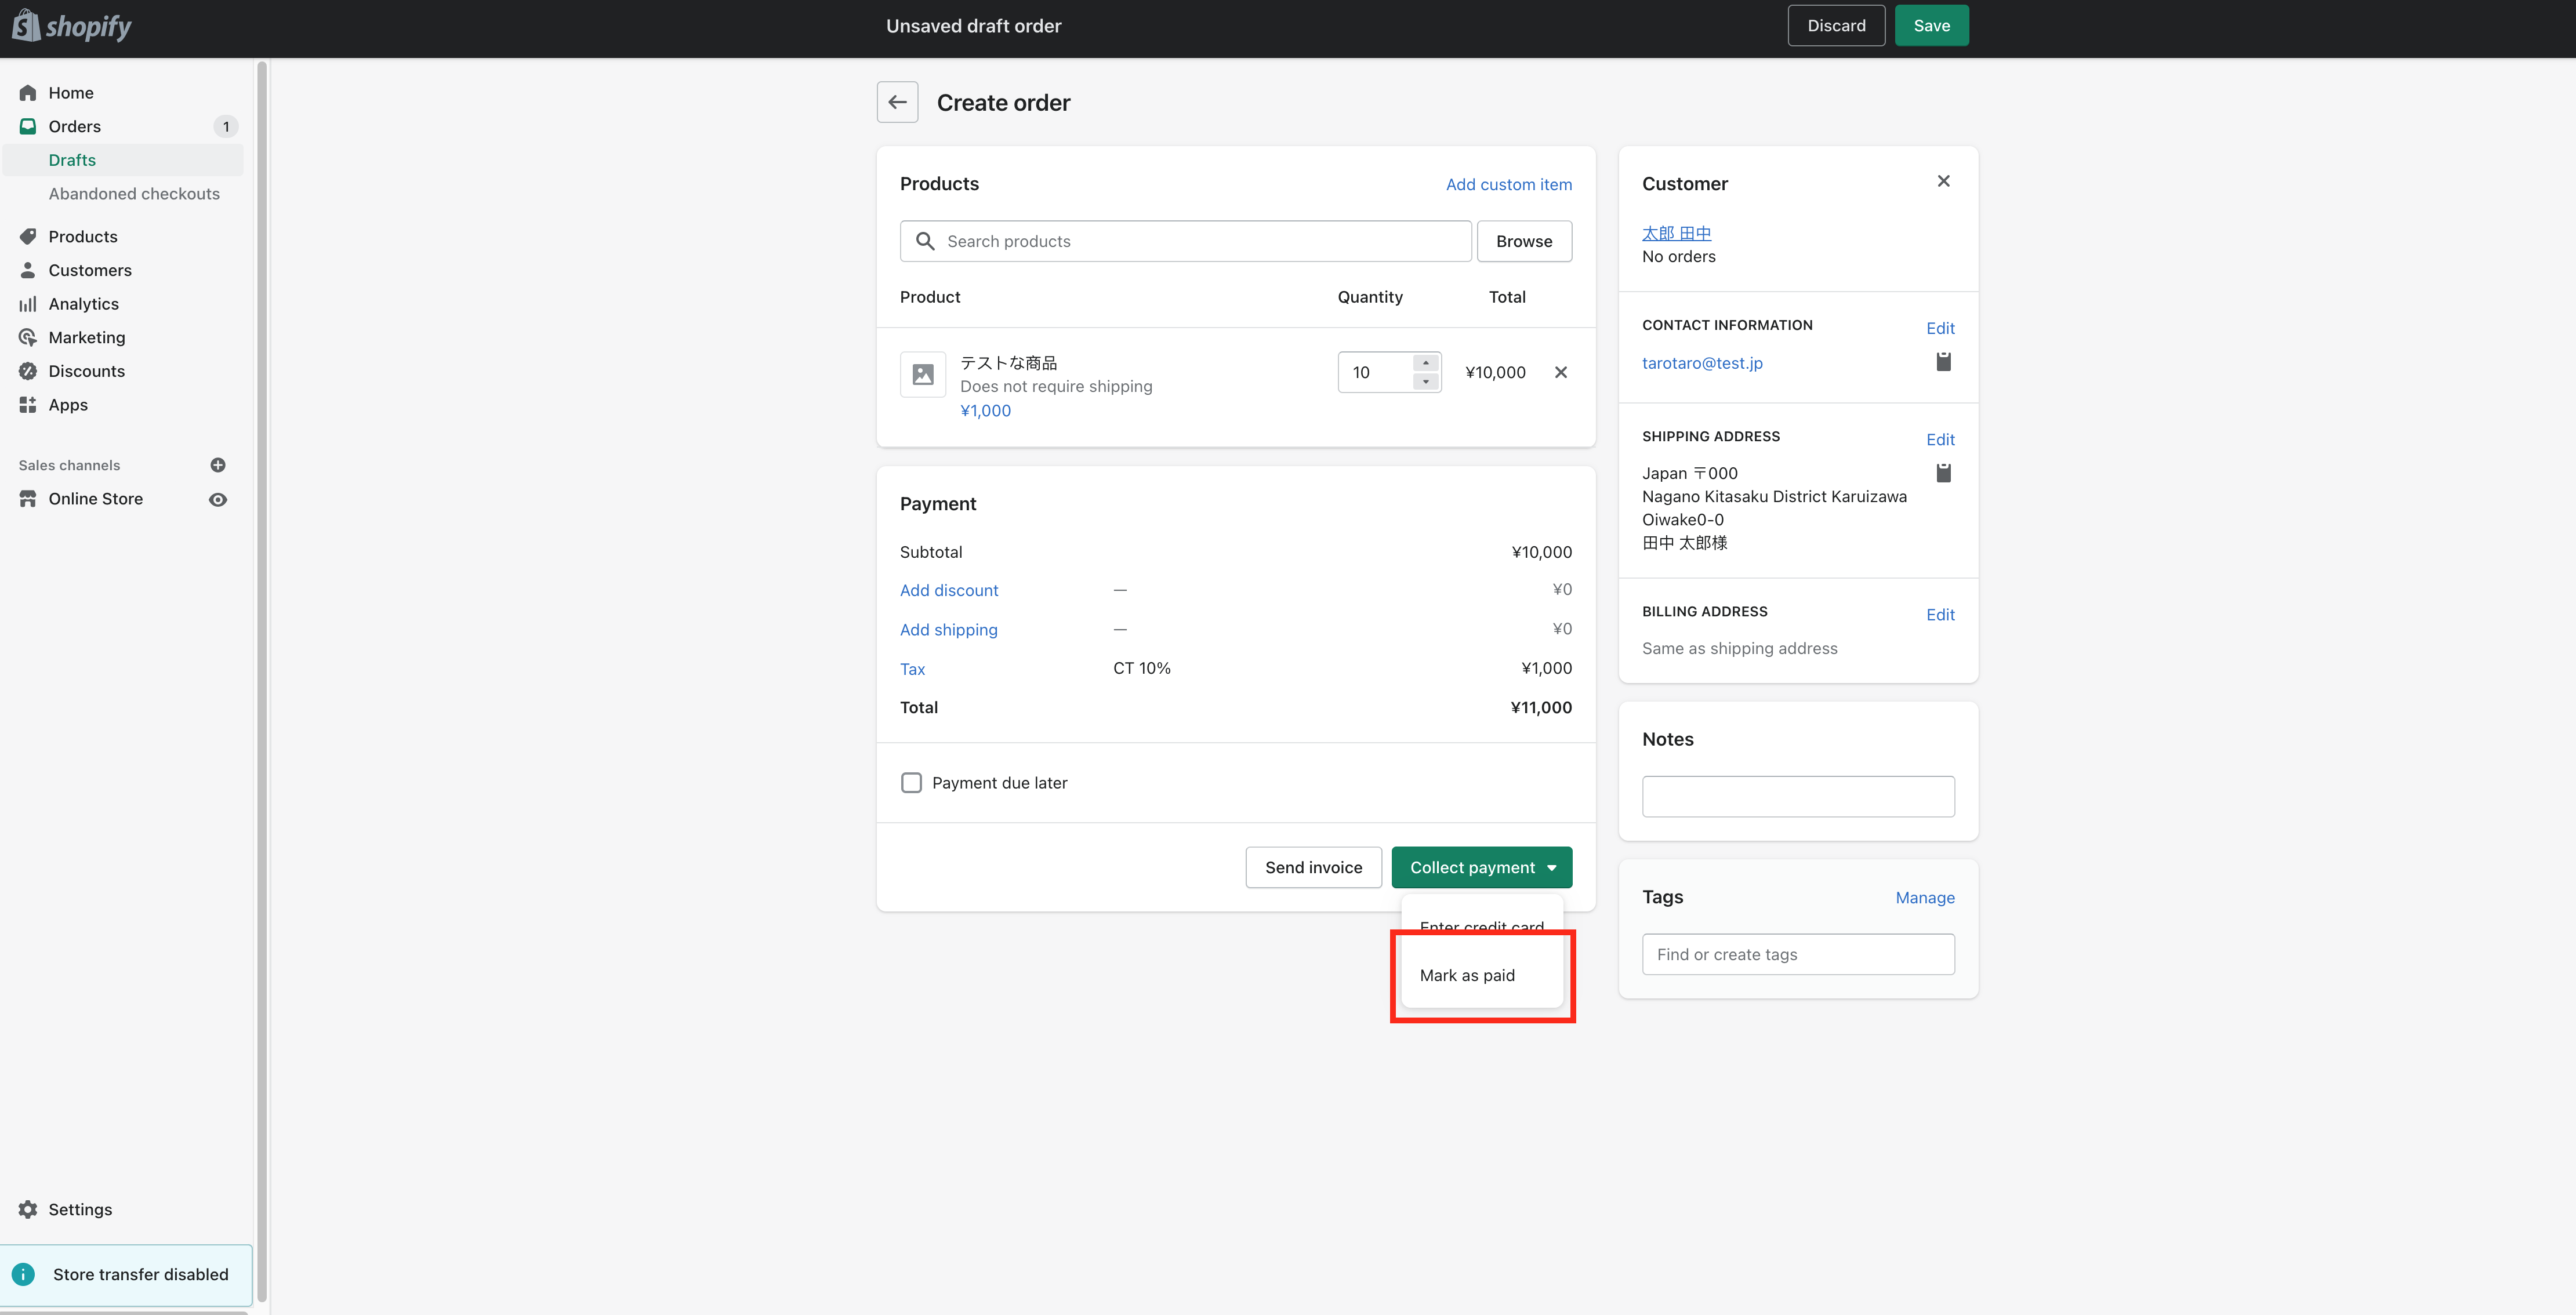 shopify
Unsaved draft order
Discard
Save
Home
Orders
1
Drafts
Abandoned checkouts
Products
Customers
Analytics
Marketing
Discounts
Apps
Sales channels
Online Store
Settings
Store transfer disabled
Create order
Products
Add custom item
Search products
Browse
Product Quantity Total
テストな商品
Does not require shipping
¥1,000
10
¥10,000
Payment
Subtotal ¥10,000
Add discount — ¥0
Add shipping — ¥0
Tax CT 10% ¥1,000
Total ¥11,000
Payment due later
Send invoice
Collect payment
Enter credit card
Mark as paid
Customer
太郎 田中
No orders
CONTACT INFORMATION
Edit
tarotaro@test.jp
SHIPPING ADDRESS
Edit
Japan 〒000
Nagano Kitasaku District Karuizawa
Oiwake0-0
田中 太郎様
BILLING ADDRESS
Edit
Same as shipping address
Notes
Tags
Manage
Find or create tags